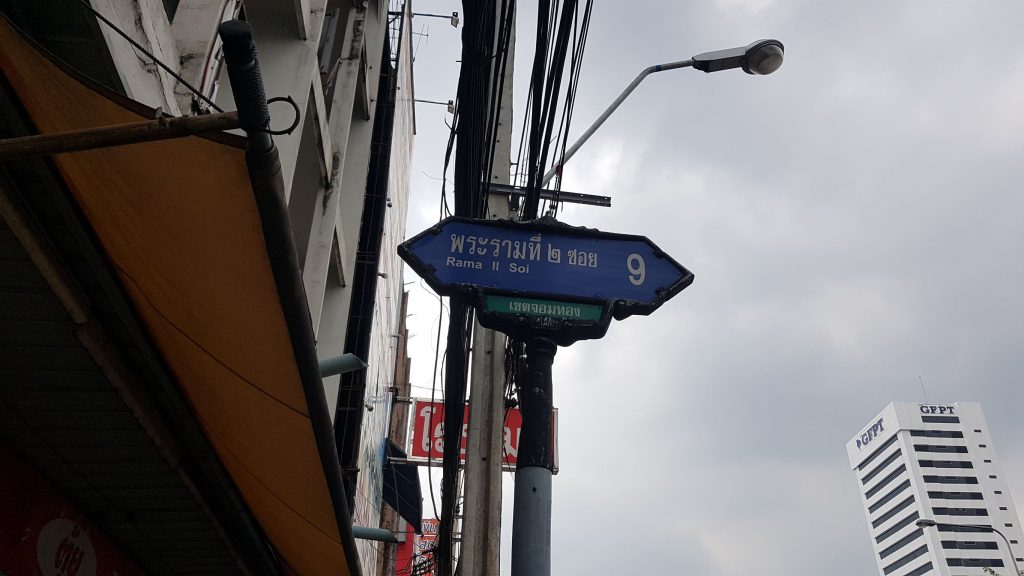 พระรามที่ ๒ ซอย 9
Rama II Soi
เขตจอมทอง
GFPT
GFPT